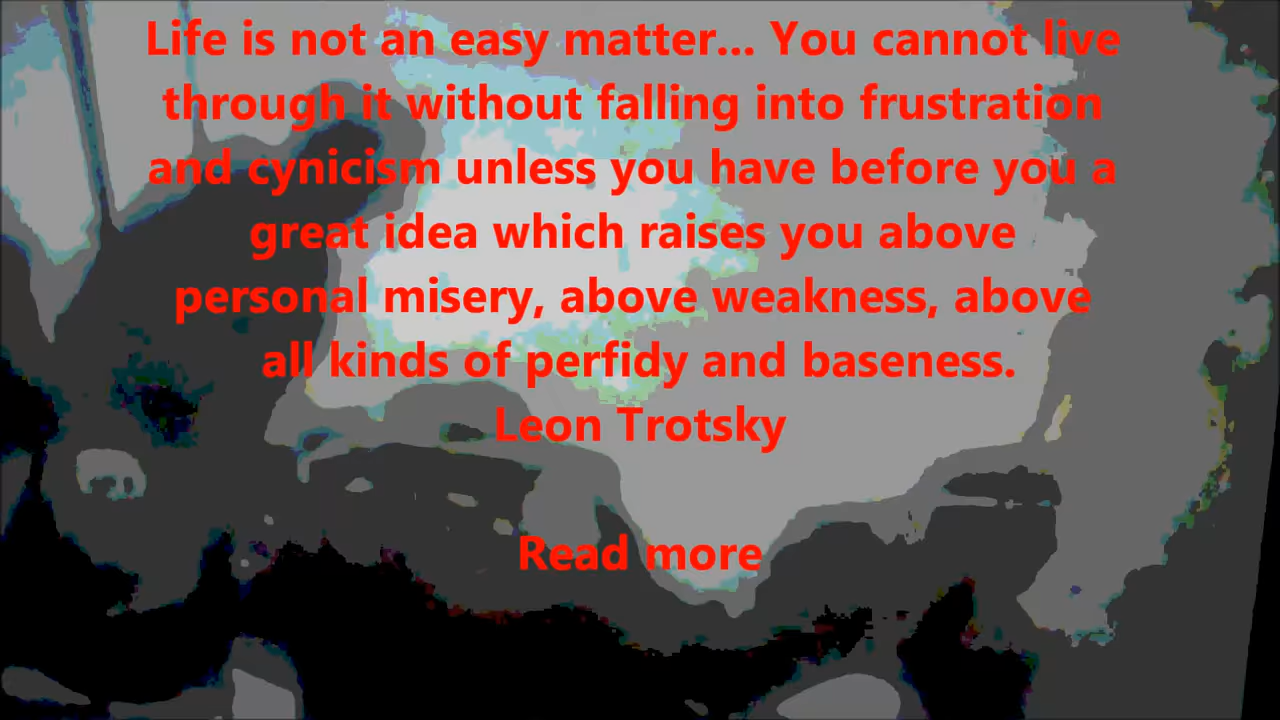 Life is not an easy matter... You cannot live
through it without falling into frustration
and cynicism unless you have before you a
great idea which raises you above
personal misery, above weakness, above
all kinds of perfidy and baseness.
Leon Trotsky
Read more